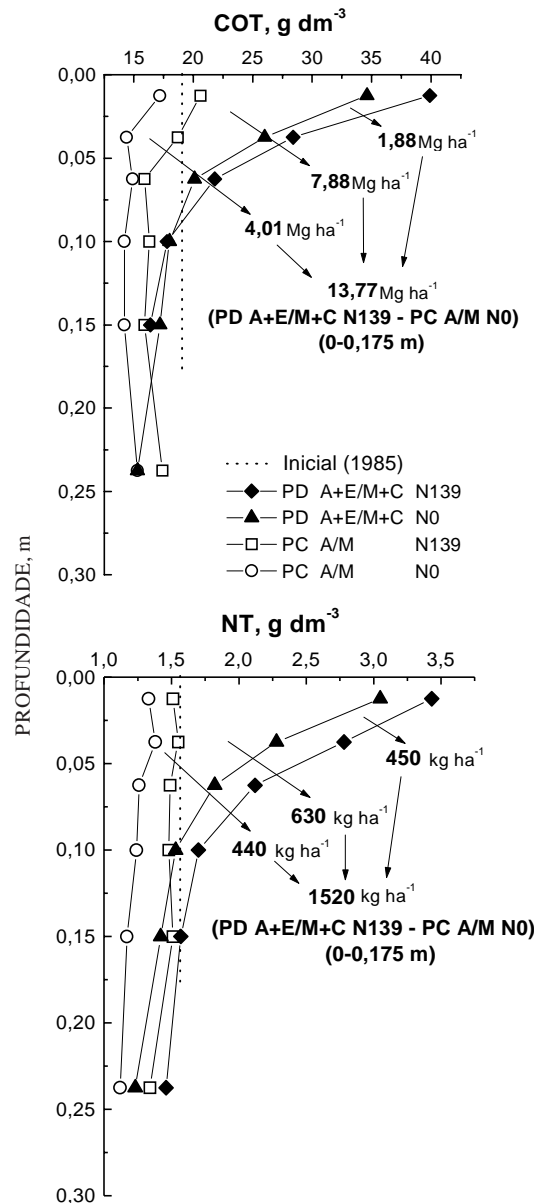 COT, g dm-3
15 20 25 30 35 40
0,00
0,05
0,10
0,15
0,20
0,25
0,30
1,88 Mg ha-1
7,88 Mg ha-1
4,01 Mg ha-1
13,77 Mg ha-1
(PD A+E/M+C N139 - PC A/M N0)
(0-0,175 m)
Inicial (1985)
PD A+E/M+C N139
PD A+E/M+C N0
PC A/M N139
PC A/M N0
PROFUNDIDADE, m
NT, g dm-3
1,0 1,5 2,0 2,5 3,0 3,5
0,00
0,05
0,10
0,15
0,20
0,25
0,30
450 kg ha-1
630 kg ha-1
440 kg ha-1
1520 kg ha-1
(PD A+E/M+C N139 - PC A/M N0)
(0-0,175 m)